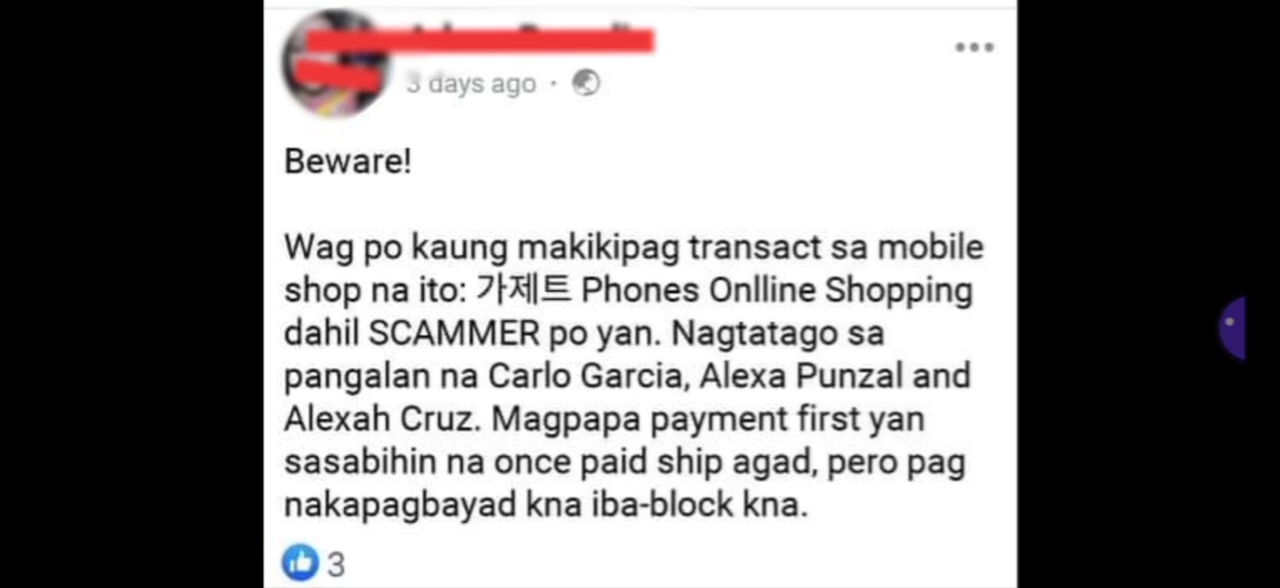 3 days ago ·
Beware!
Wag po kaung makikipag transact sa mobile
shop na ito: 가제트 Phones Onlline Shopping
dahil SCAMMER po yan. Nagtatago sa
pangalan na Carlo Garcia, Alexa Punzal and
Alexah Cruz. Magpapa payment first yan
sasabihin na once paid ship agad, pero pag
nakapagbayad kna iba-block kna.
3